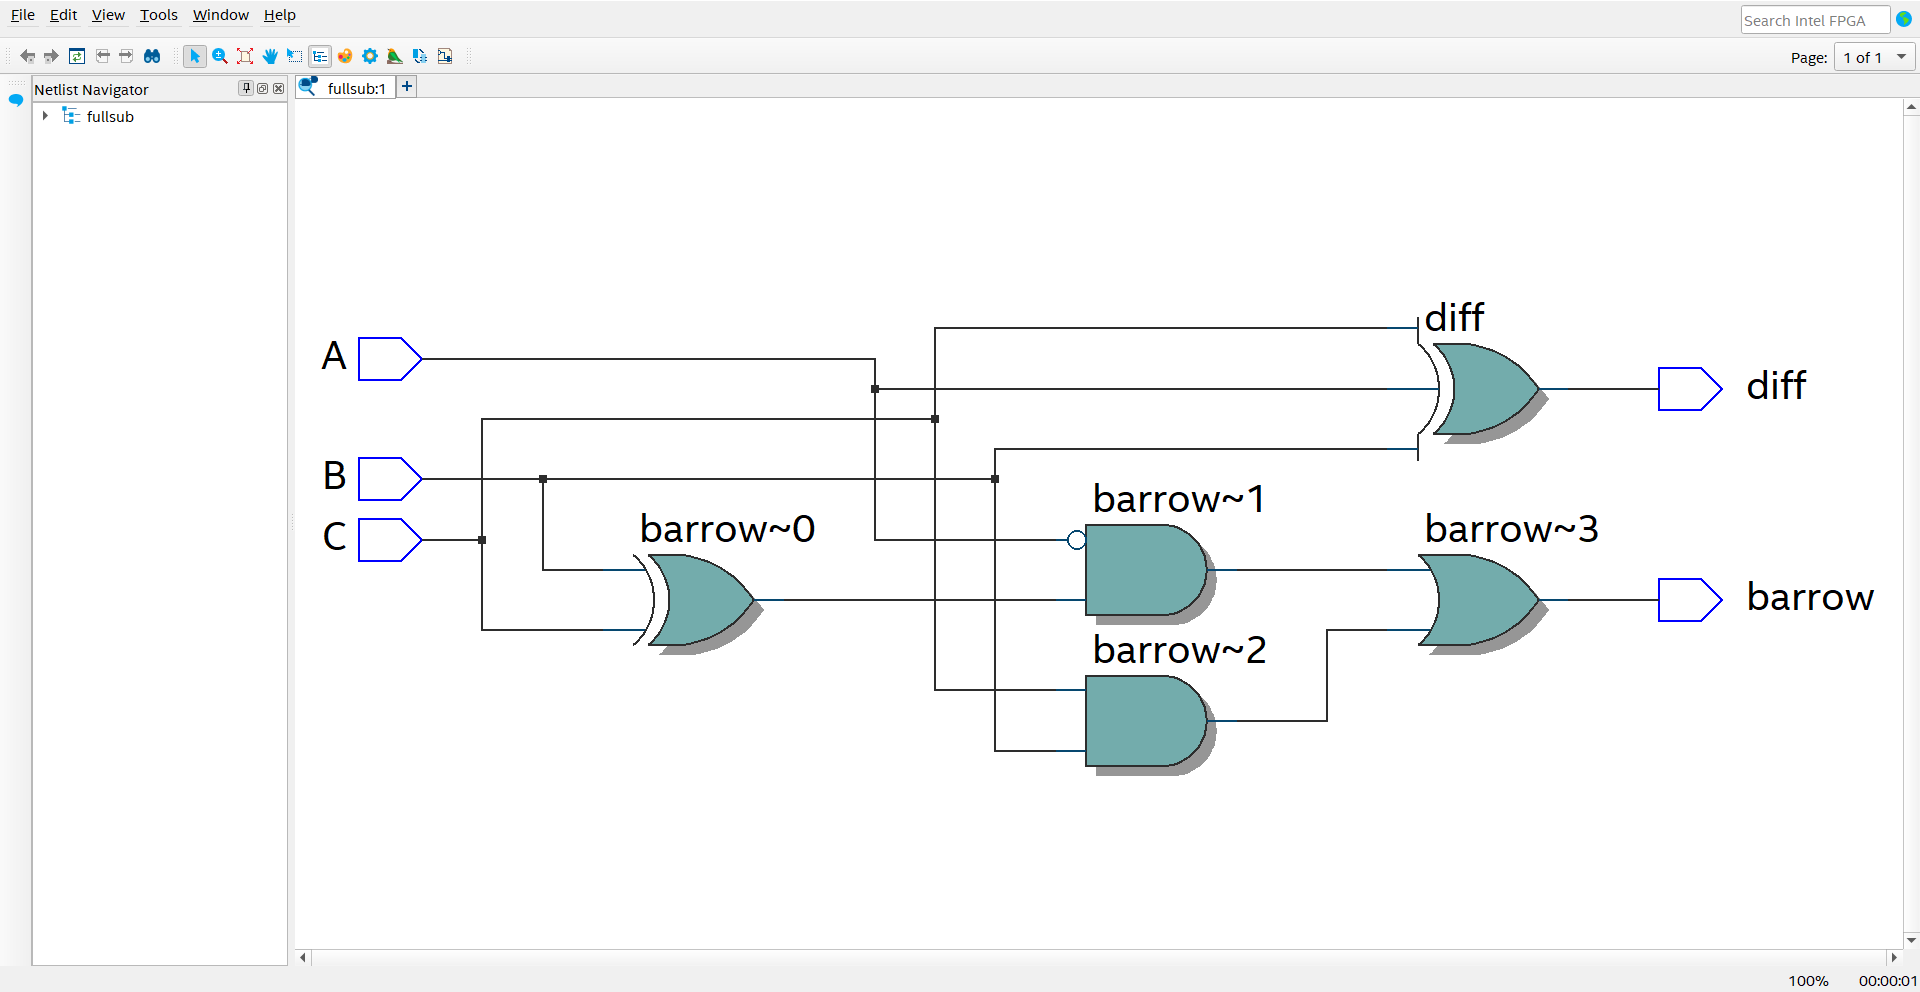 File Edit View Tools Window Help
Search Intel FPGA
Page: 1 of 1
Netlist Navigator
fullsub:1
fullsub
diff
A
diff
B
barrow~1
C
barrow~0
barrow~3
barrow
barrow~2
100% 00:00:01